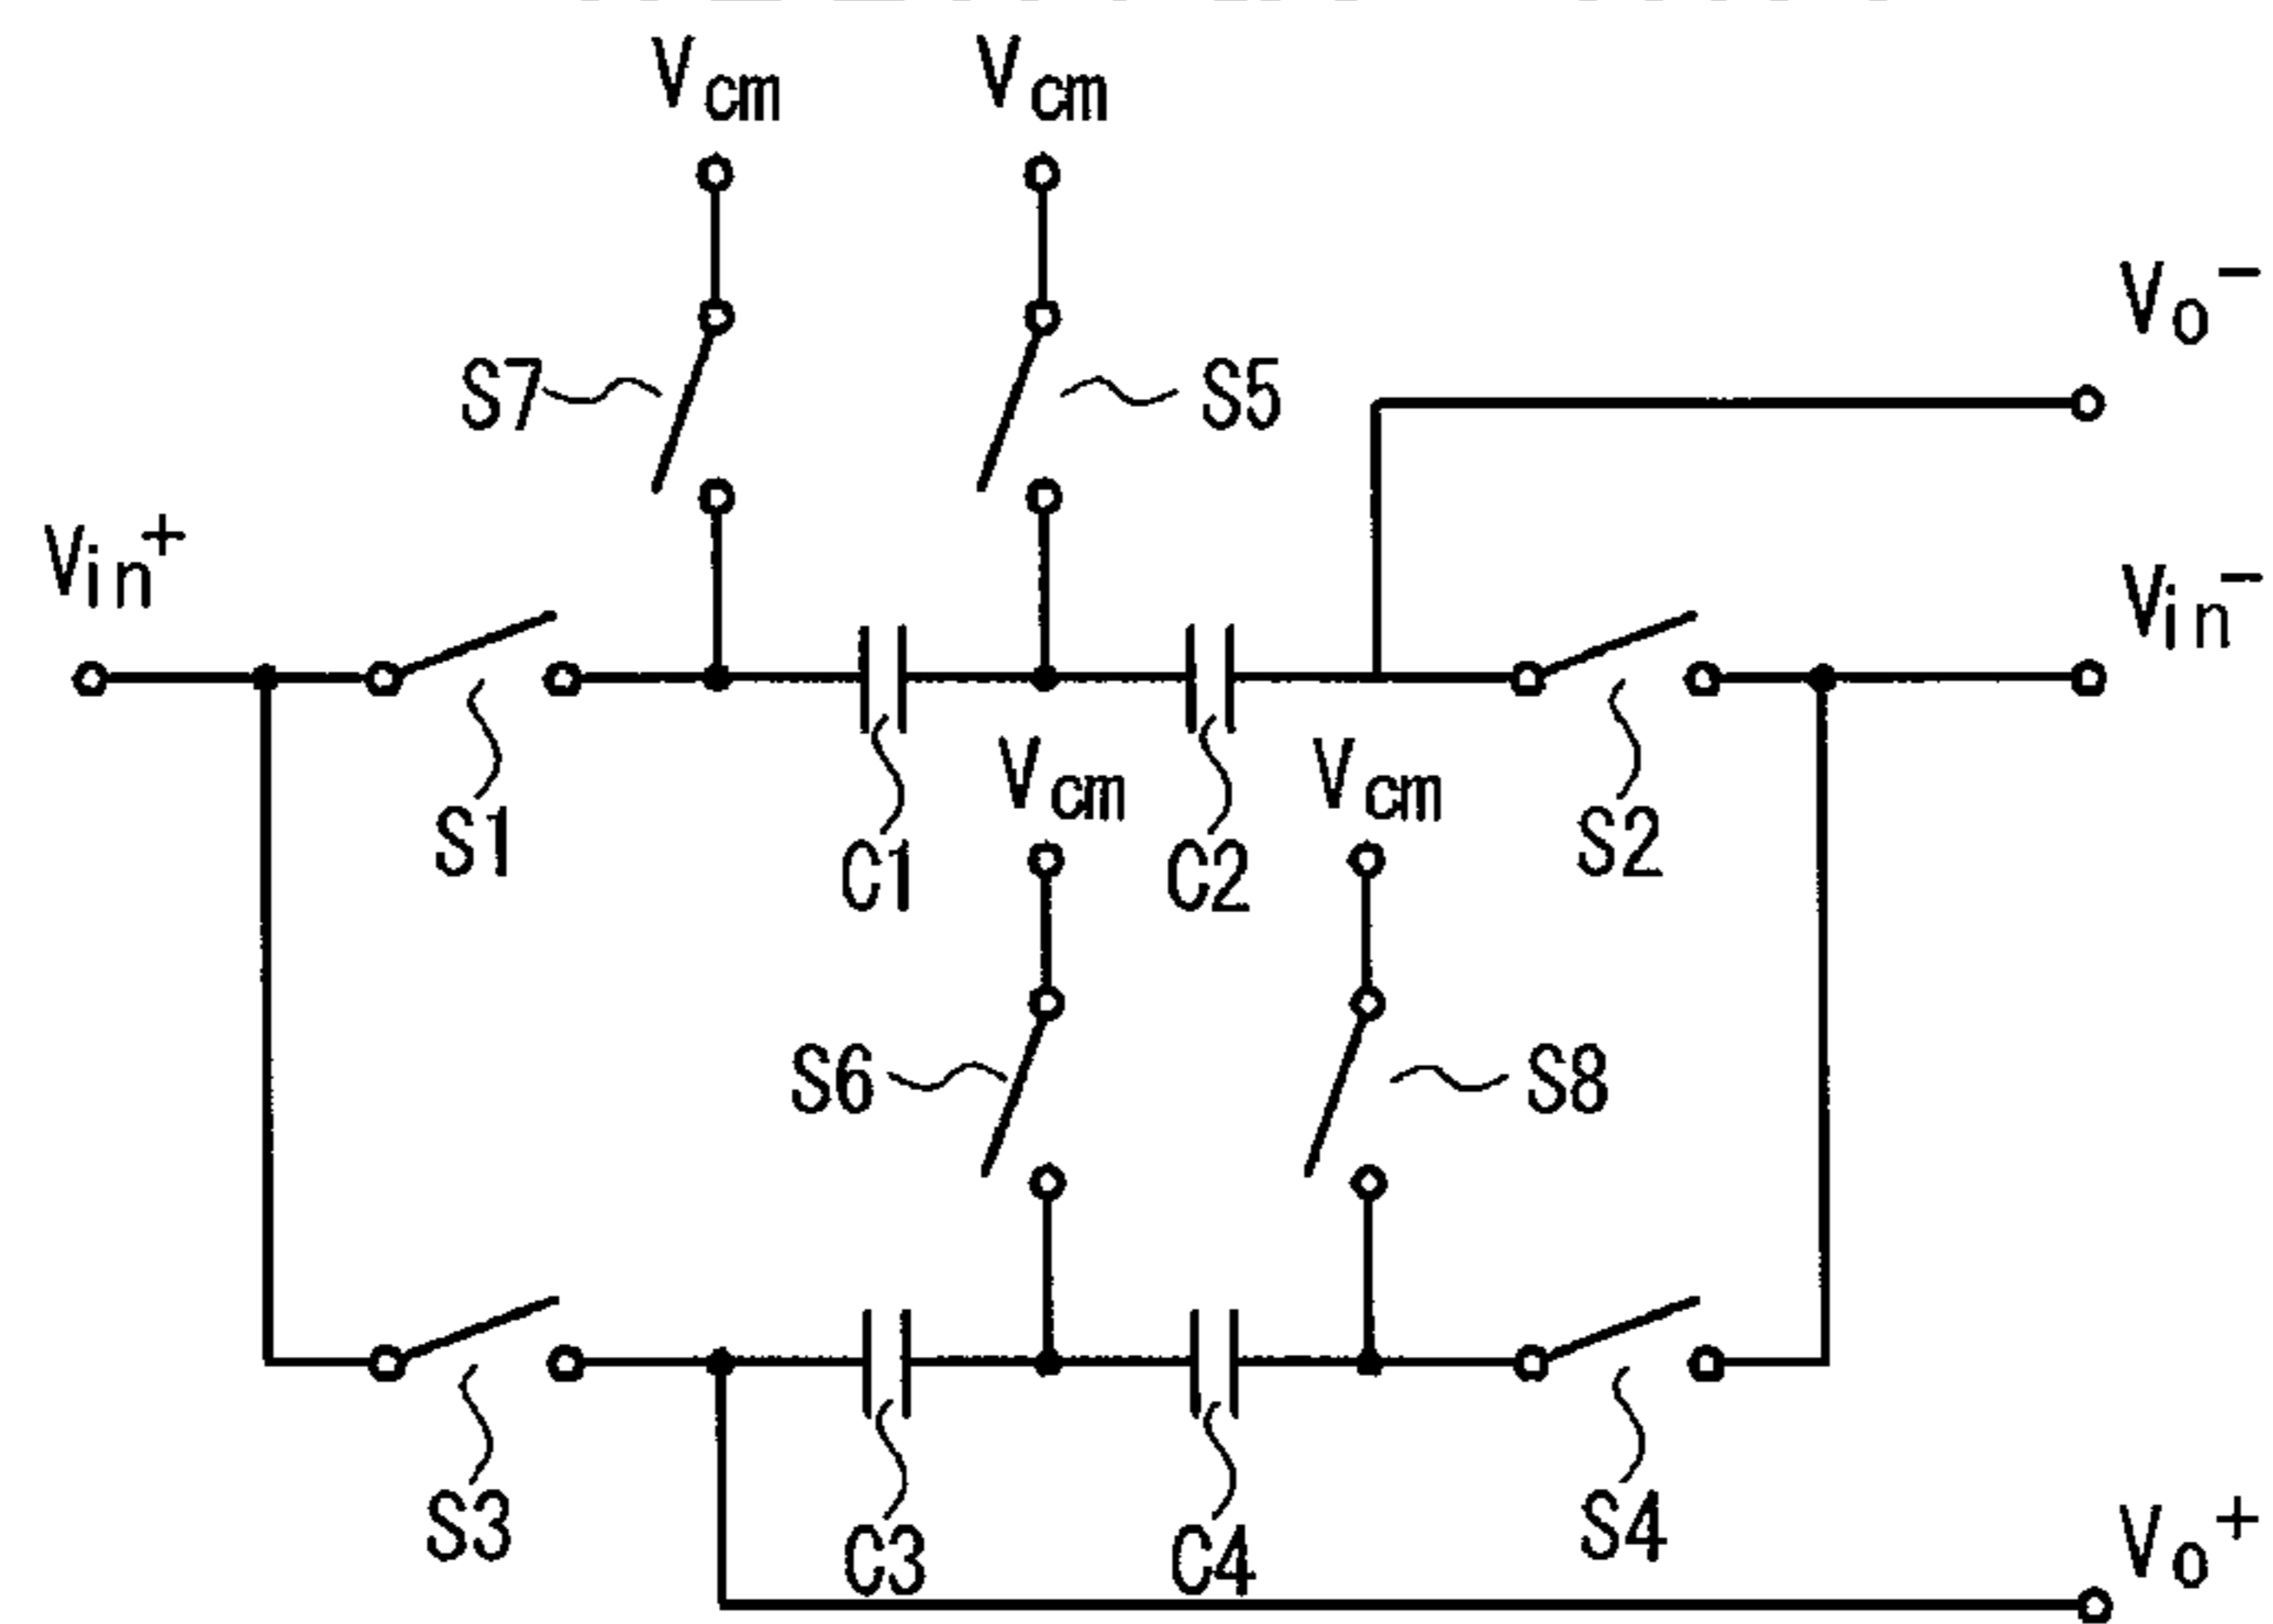 Vcm Vcm
Vo-
S7 S5
Vin+ Vin-
Vcm Vcm
S1 C1 C2 S2
S6 S8
S3 C3 C4 S4
Vo+